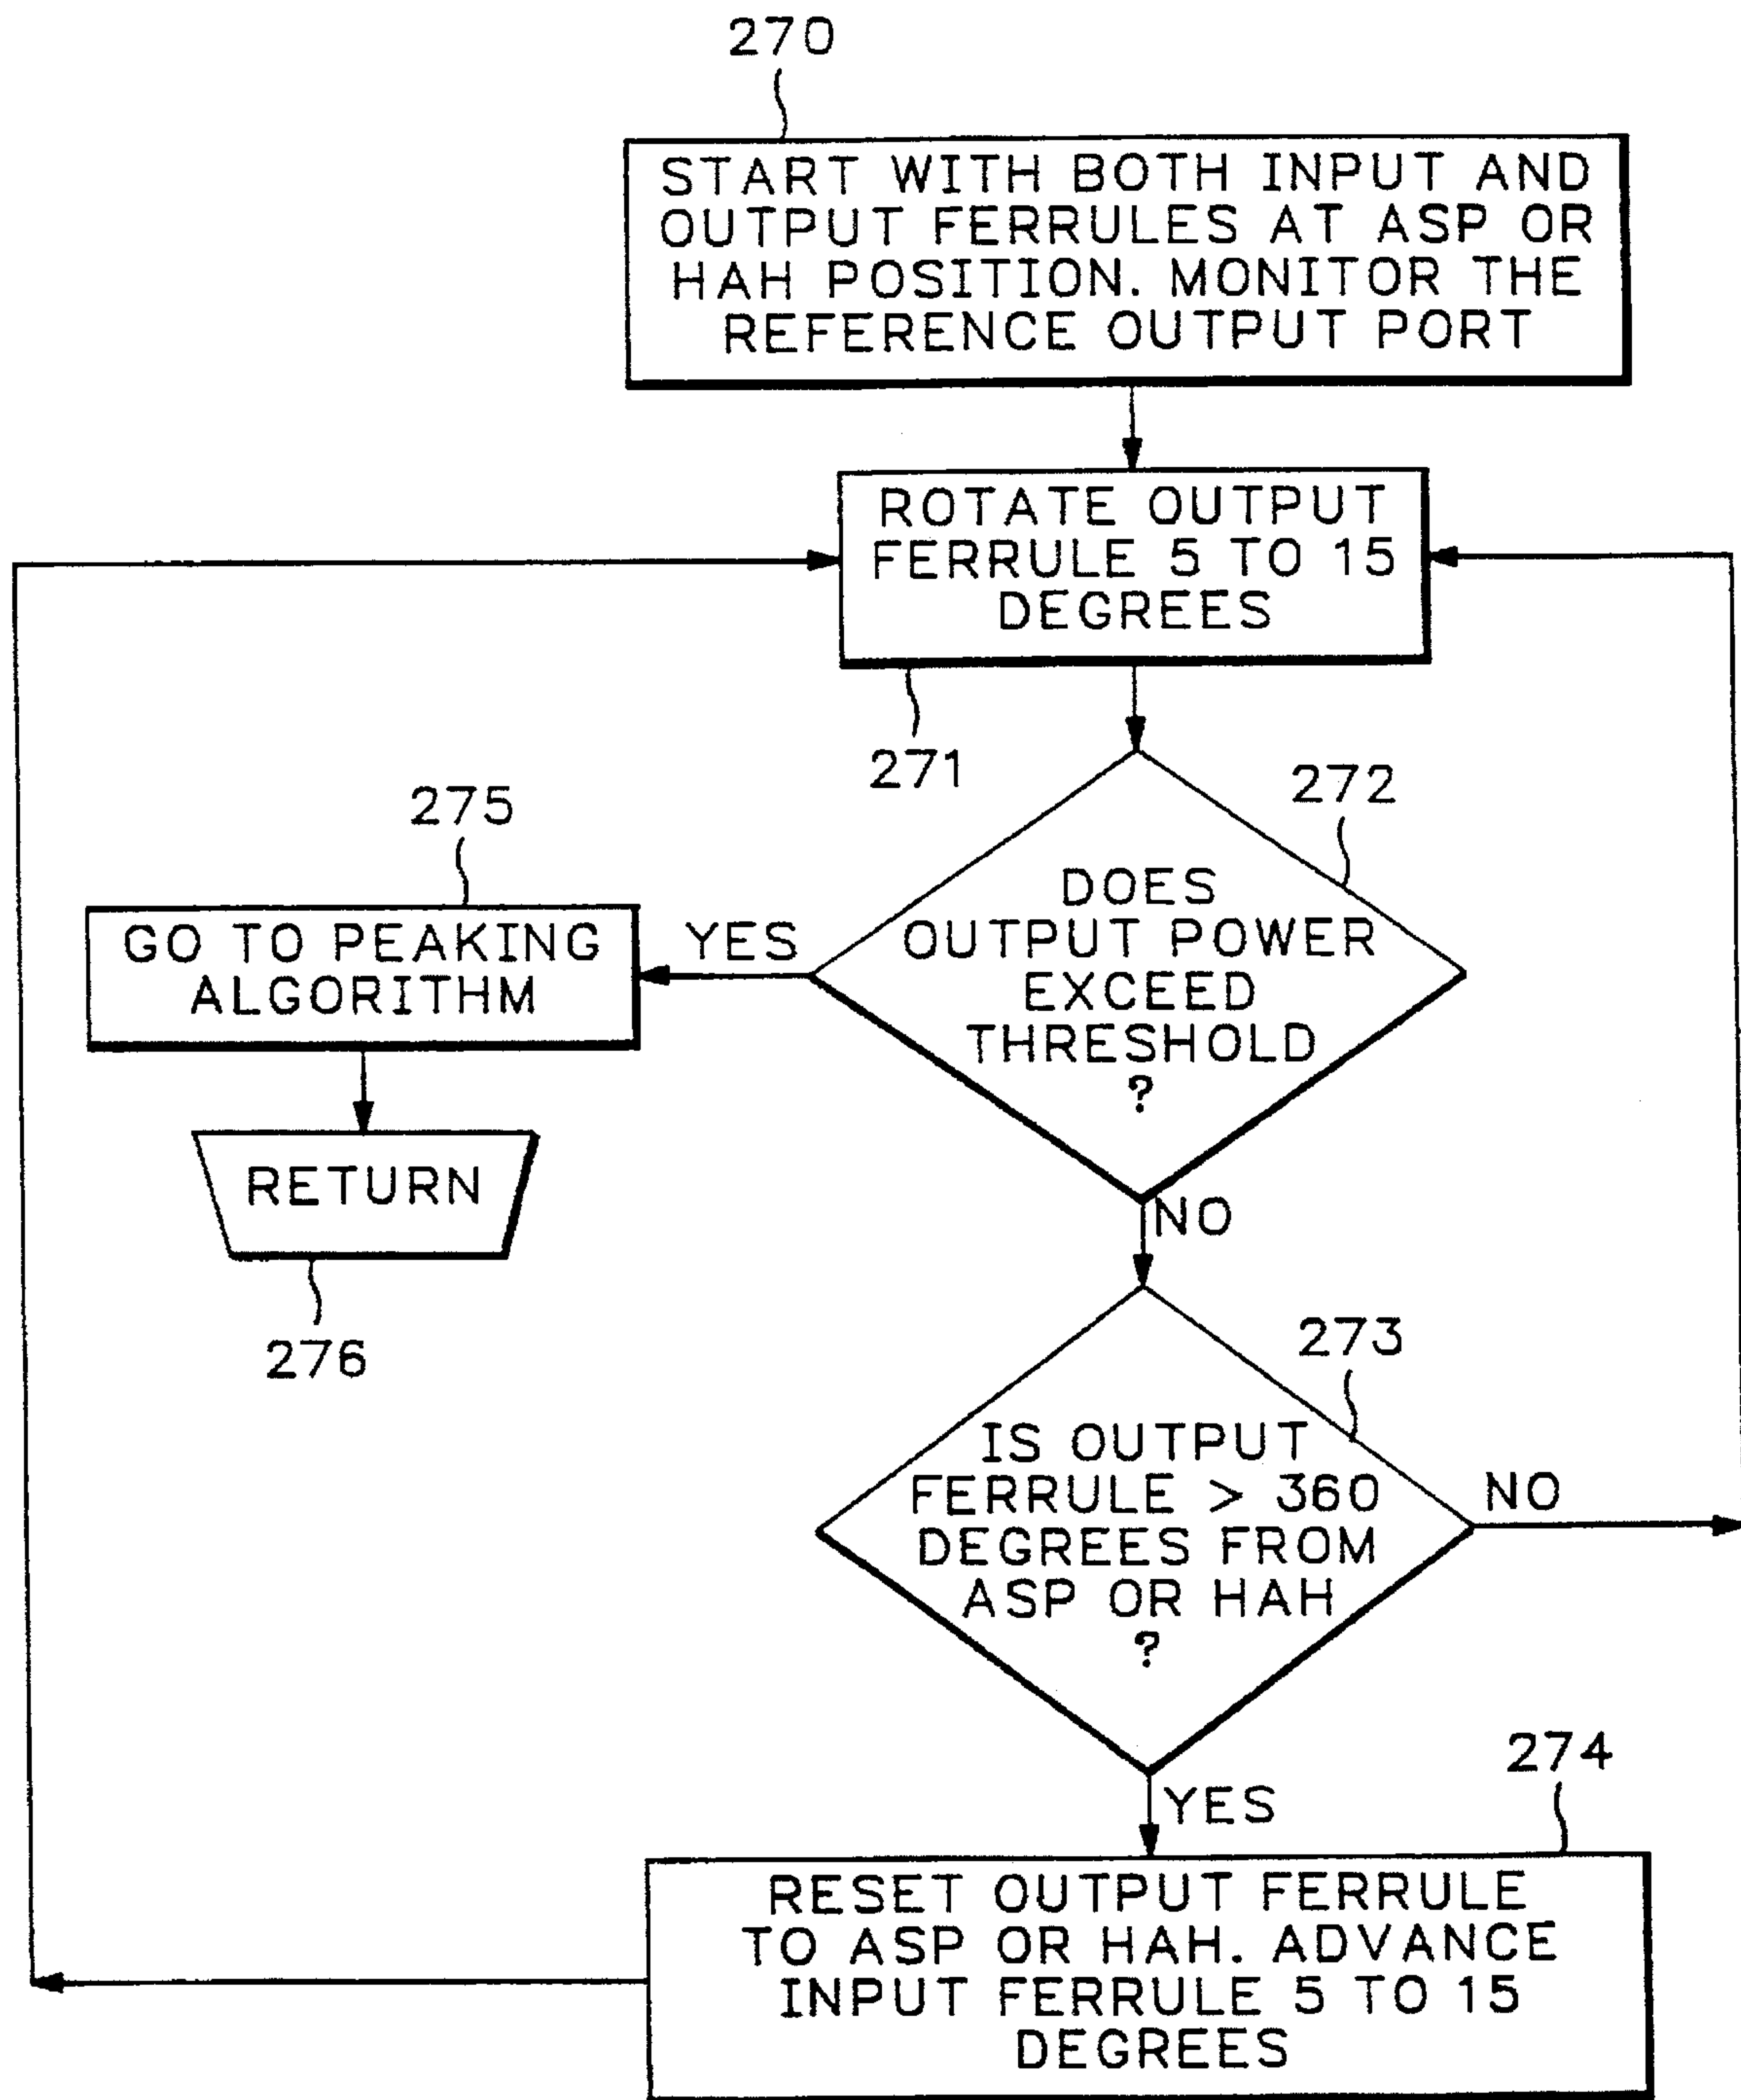 270
START WITH BOTH INPUT AND
OUTPUT FERRULES AT ASP OR
HAH POSITION. MONITOR THE
REFERENCE OUTPUT PORT
ROTATE OUTPUT
FERRULE 5 TO 15
DEGREES
271
272
DOES
OUTPUT POWER
EXCEED
THRESHOLD
?
YES
275
GO TO PEAKING
ALGORITHM
RETURN
276
NO
273
IS OUTPUT
FERRULE > 360
DEGREES FROM
ASP OR HAH
?
NO
YES
274
RESET OUTPUT FERRULE
TO ASP OR HAH. ADVANCE
INPUT FERRULE 5 TO 15
DEGREES